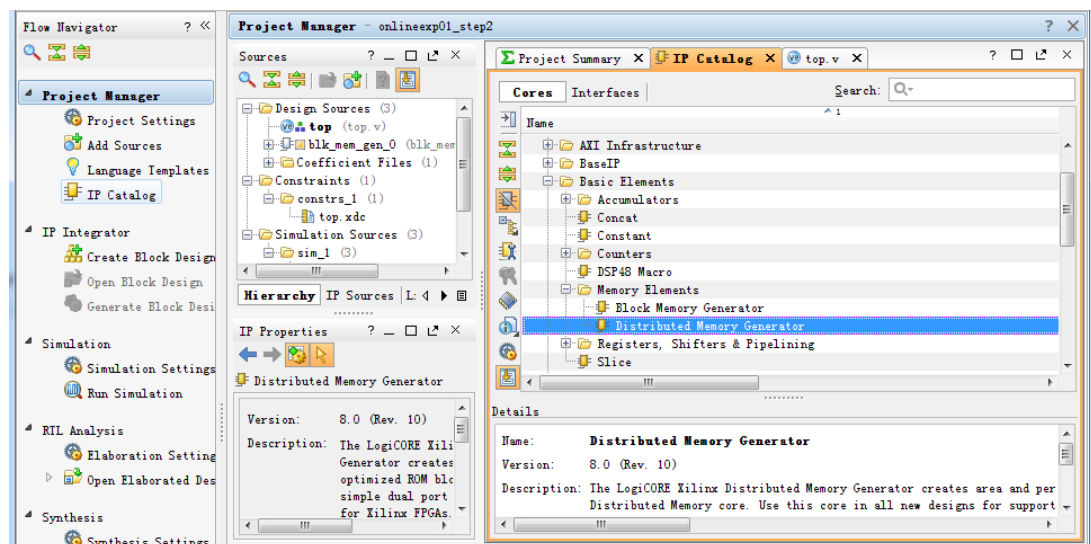 Flow Navigator ? «
Project Manager
Project Settings
Add Sources
Language Templates
IP Catalog
IP Integrator
Create Block Design
Open Block Design
Generate Block Desi
Simulation
Simulation Settings
Run Simulation
RTL Analysis
Elaboration Setting
Open Elaborated Des
Synthesis
Synthesis Settings
Project Manager - onlineexp01_step2 ? X
Sources ? _ □ X
Design Sources (3)
top (top.v)
blk_mem_gen_0 (blk_mem
Coefficient Files (1)
Constraints (1)
constrs_1 (1)
top.xdc
Simulation Sources (3)
sim_1 (3)
Hierarchy IP Sources L:
IP Properties ? _ □ X
Distributed Memory Generator
Version: 8.0 (Rev. 10)
Description: The LogiCORE Xili
Generator creates
optimized ROM blc
simple dual port
for Xilinx FPGAs.
Σ Project Summary X IP Catalog X top.v X ? □ X
Cores Interfaces Search:
Name 1
AXI Infrastructure
BaseIP
Basic Elements
Accumulators
Concat
Constant
Counters
DSP48 Macro
Memory Elements
Block Memory Generator
Distributed Memory Generator
Registers, Shifters & Pipelining
Slice
Details
Name: Distributed Memory Generator
Version: 8.0 (Rev. 10)
Description: The LogiCORE Xilinx Distributed Memory Generator creates area and per
Distributed Memory core. Use this core in all new designs for support